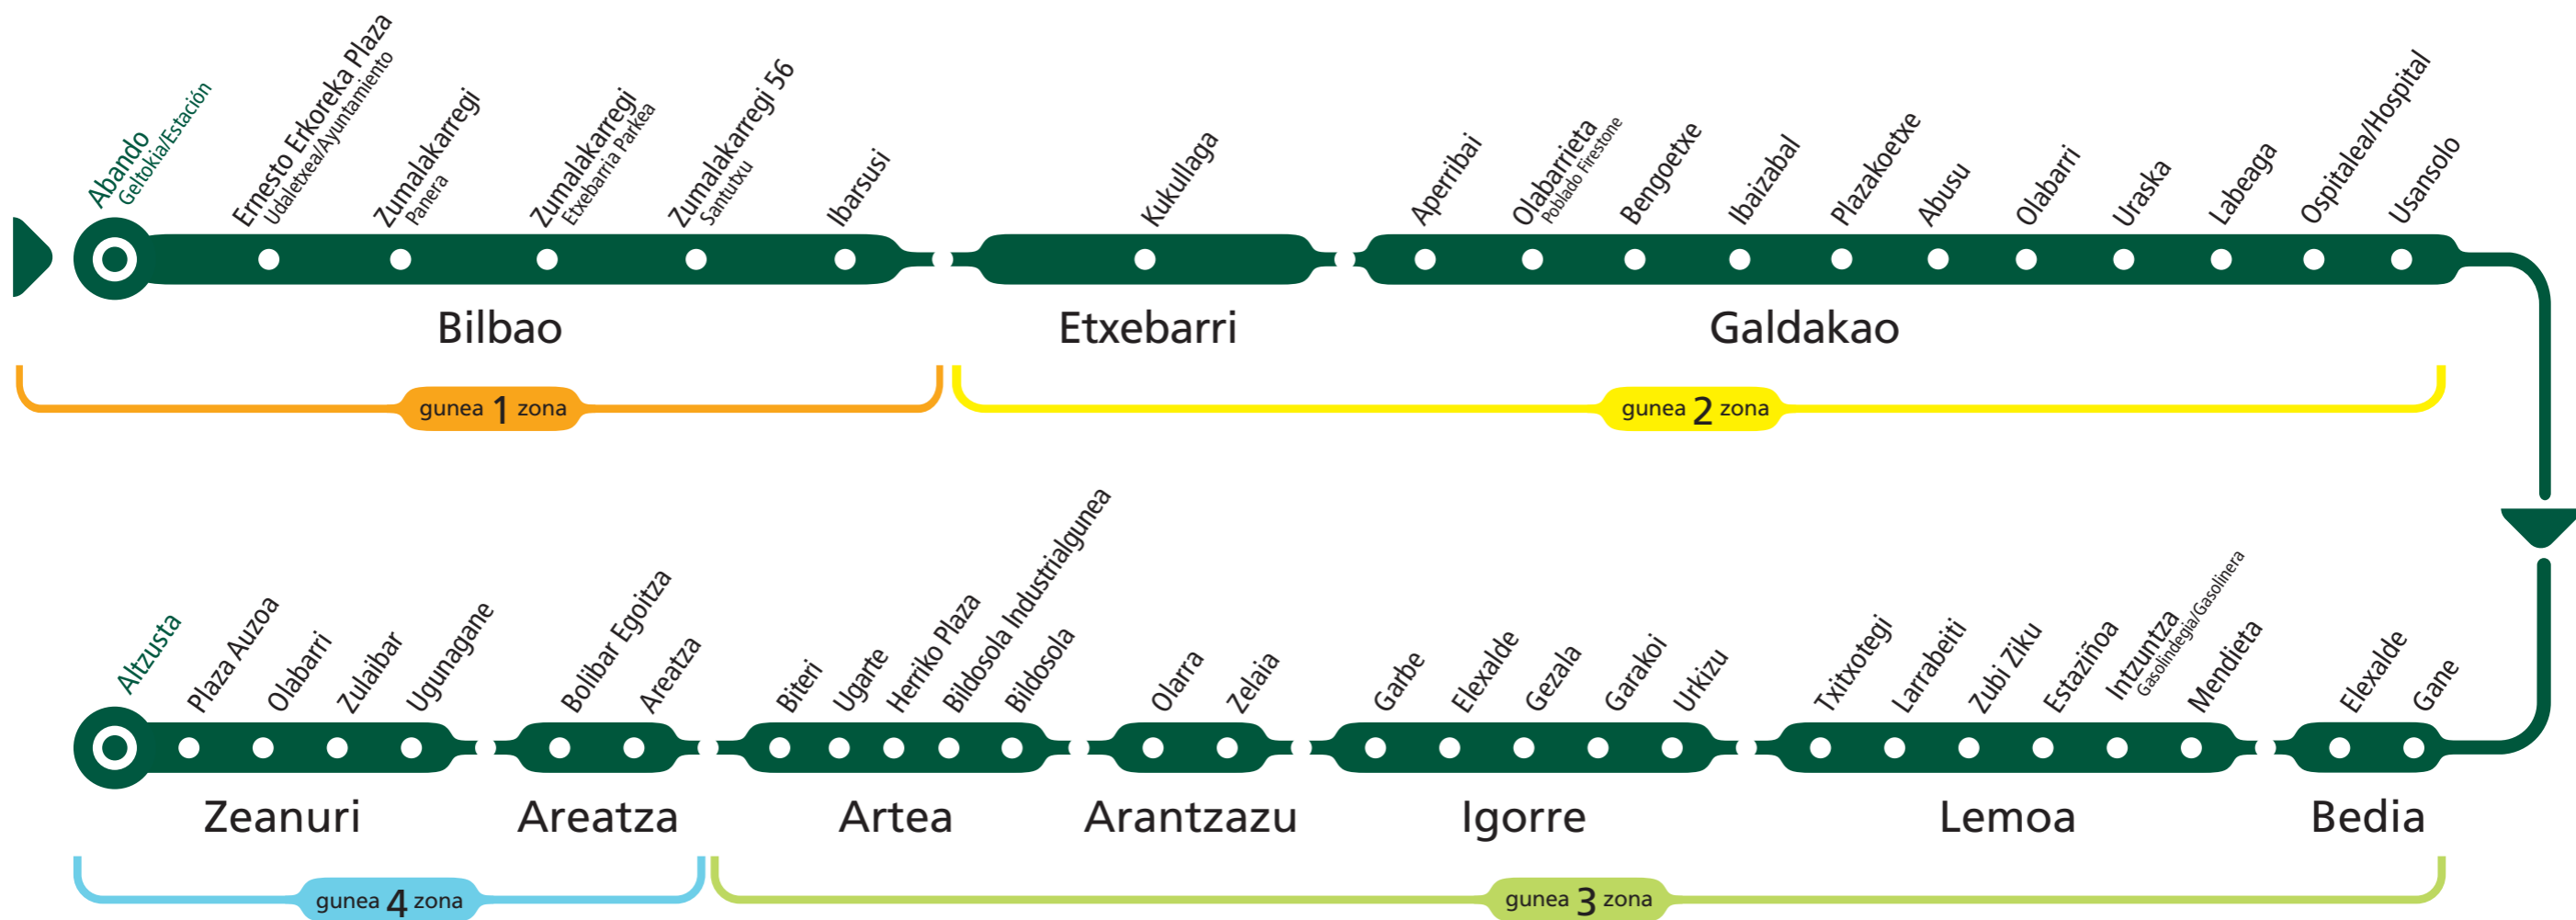 Abando
Geltokia/Estación
Ernesto Erkoreka Plaza
Udaletxea/Ayuntamiento
Zumalakarregi
Panera
Zumalakarregi
Etxebarria Parkea
Zumalakarregi 56
Santutxu
Ibarsusi
Kukullaga
Aperribai
Olabarrieta
Poblado Firestone
Bengoetxe
Ibaizabal
Plazakoetxe
Abusu
Olabarri
Uraska
Labeaga
Ospitalea/Hospital
Usansolo
Bilbao
Etxebarri
Galdakao
gunea 1 zona
gunea 2 zona
Altzusta
Plaza Auzoa
Olabarri
Zulaibar
Ugunagane
Bolibar Egoitza
Areatza
Biteri
Ugarte
Herriko Plaza
Bildosola Industrialgunea
Bildosola
Olarra
Zelaia
Garbe
Elexalde
Gezala
Garakoi
Urkizu
Txitxotegi
Larrabeiti
Zubi Ziku
Estaziñoa
Intzuntza
Gasolindegia/Gasolinera
Mendieta
Elexalde
Gane
Zeanuri
Areatza
Artea
Arantzazu
Igorre
Lemoa
Bedia
gunea 4 zona
gunea 3 zona